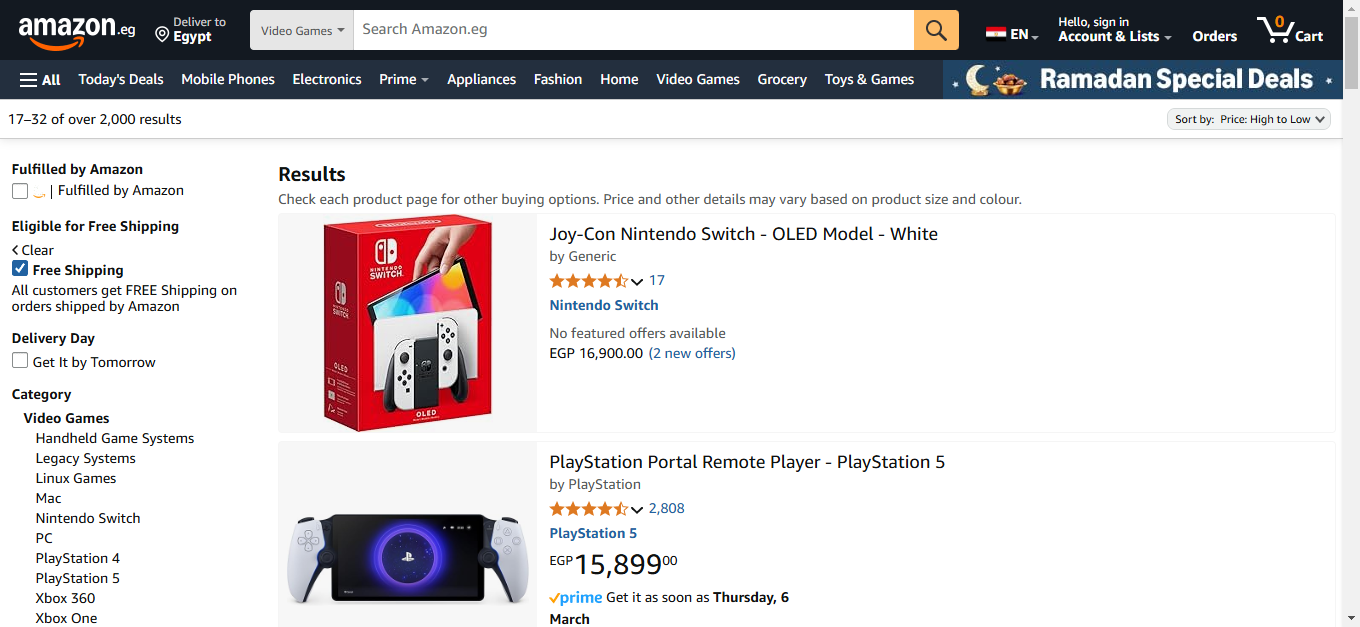 amazon.eg
Deliver to
Egypt
Video Games
Search Amazon.eg
EN
Hello, sign in
Account & Lists
Orders
0
Cart
All
Today's Deals
Mobile Phones
Electronics
Prime
Appliances
Fashion
Home
Video Games
Grocery
Toys & Games
Ramadan Special Deals
17–32 of over 2,000 results
Sort by: Price: High to Low
Fulfilled by Amazon
| Fulfilled by Amazon
Eligible for Free Shipping
Clear
Free Shipping
All customers get FREE Shipping on
orders shipped by Amazon
Delivery Day
Get It by Tomorrow
Category
Video Games
Handheld Game Systems
Legacy Systems
Linux Games
Mac
Nintendo Switch
PC
PlayStation 4
PlayStation 5
Xbox 360
Xbox One
Results
Check each product page for other buying options. Price and other details may vary based on product size and colour.
NINTENDO
SWITCH
NINTENDO
SWITCH
OLED
OLED
Joy-Con Nintendo Switch - OLED Model - White
by Generic
17
Nintendo Switch
No featured offers available
EGP 16,900.00 (2 new offers)
PlayStation Portal Remote Player - PlayStation 5
by PlayStation
2,808
PlayStation 5
EGP 15,899 00
prime Get it as soon as Thursday, 6
March